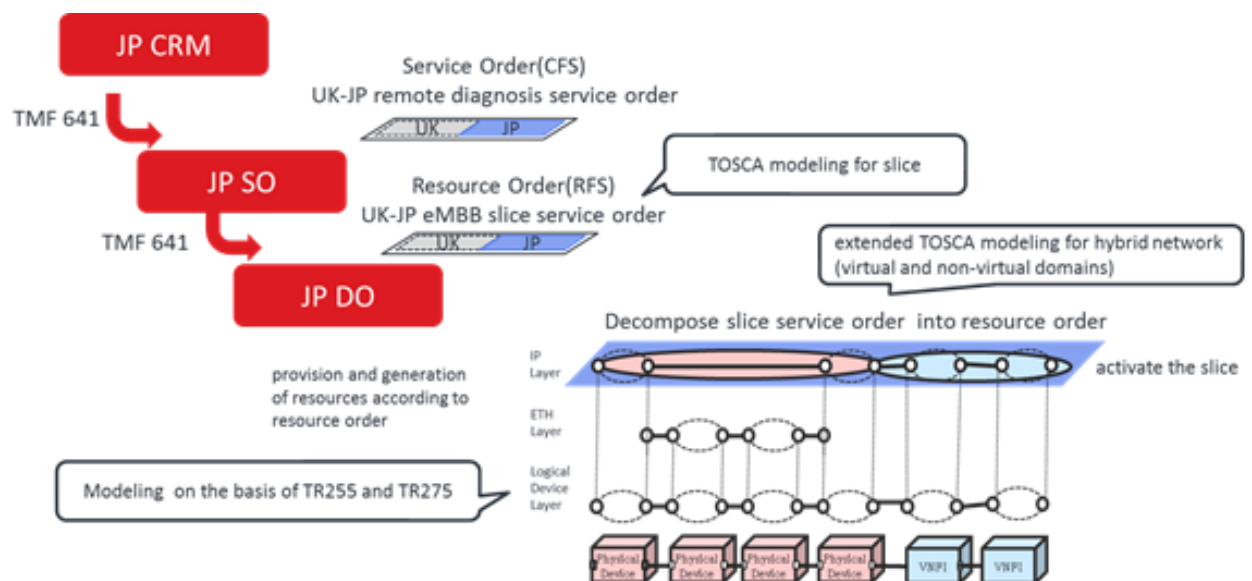 JP CRM
TMF 641
Service Order(CFS)
UK-JP remote diagnosis service order
UK JP
JP SO
TMF 641
Resource Order(RFS)
UK-JP eMBB slice service order
UK JP
TOSCA modeling for slice
JP DO
extended TOSCA modeling for hybrid network
(virtual and non-virtual domains)
Decompose slice service order into resource order
provision and generation
of resources according to
resource order
IP
Layer
activate the slice
ETH
Layer
Modeling on the basis of TR255 and TR275
Logical
Device
Layer
Physical
Device
Physical
Device
Physical
Device
Physical
Device
VNFI
VNFI